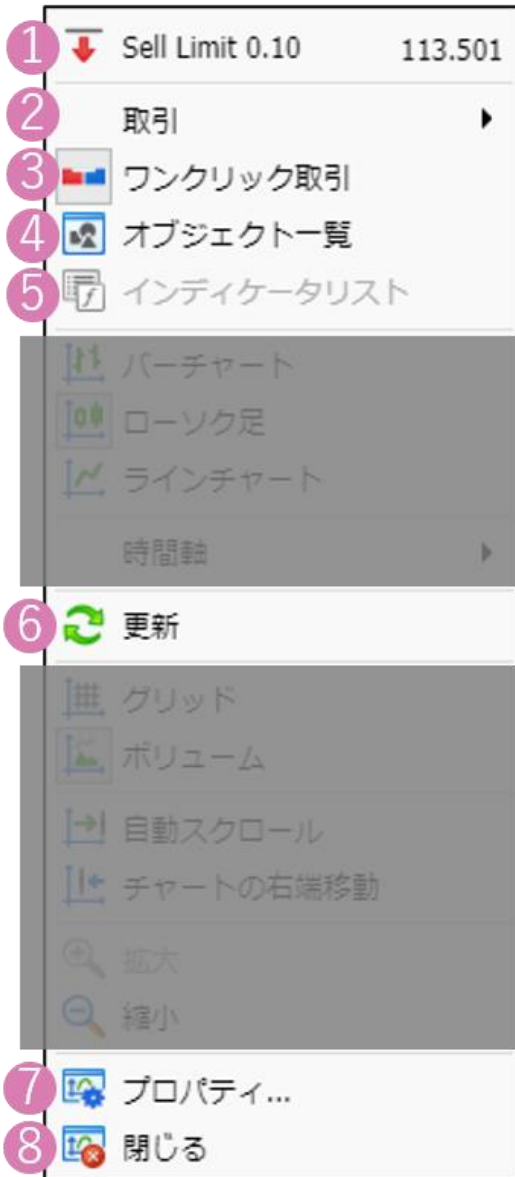 1 Sell Limit 0.10 113.501
2 取引
3 ワンクリック取引
4 オブジェクト一覧
5 インディケータリスト
バーチャート
ローソク足
ラインチャート
時間軸
6 更新
グリッド
ボリューム
自動スクロール
チャートの右端移動
拡大
縮小
7 プロパティ...
8 閉じる